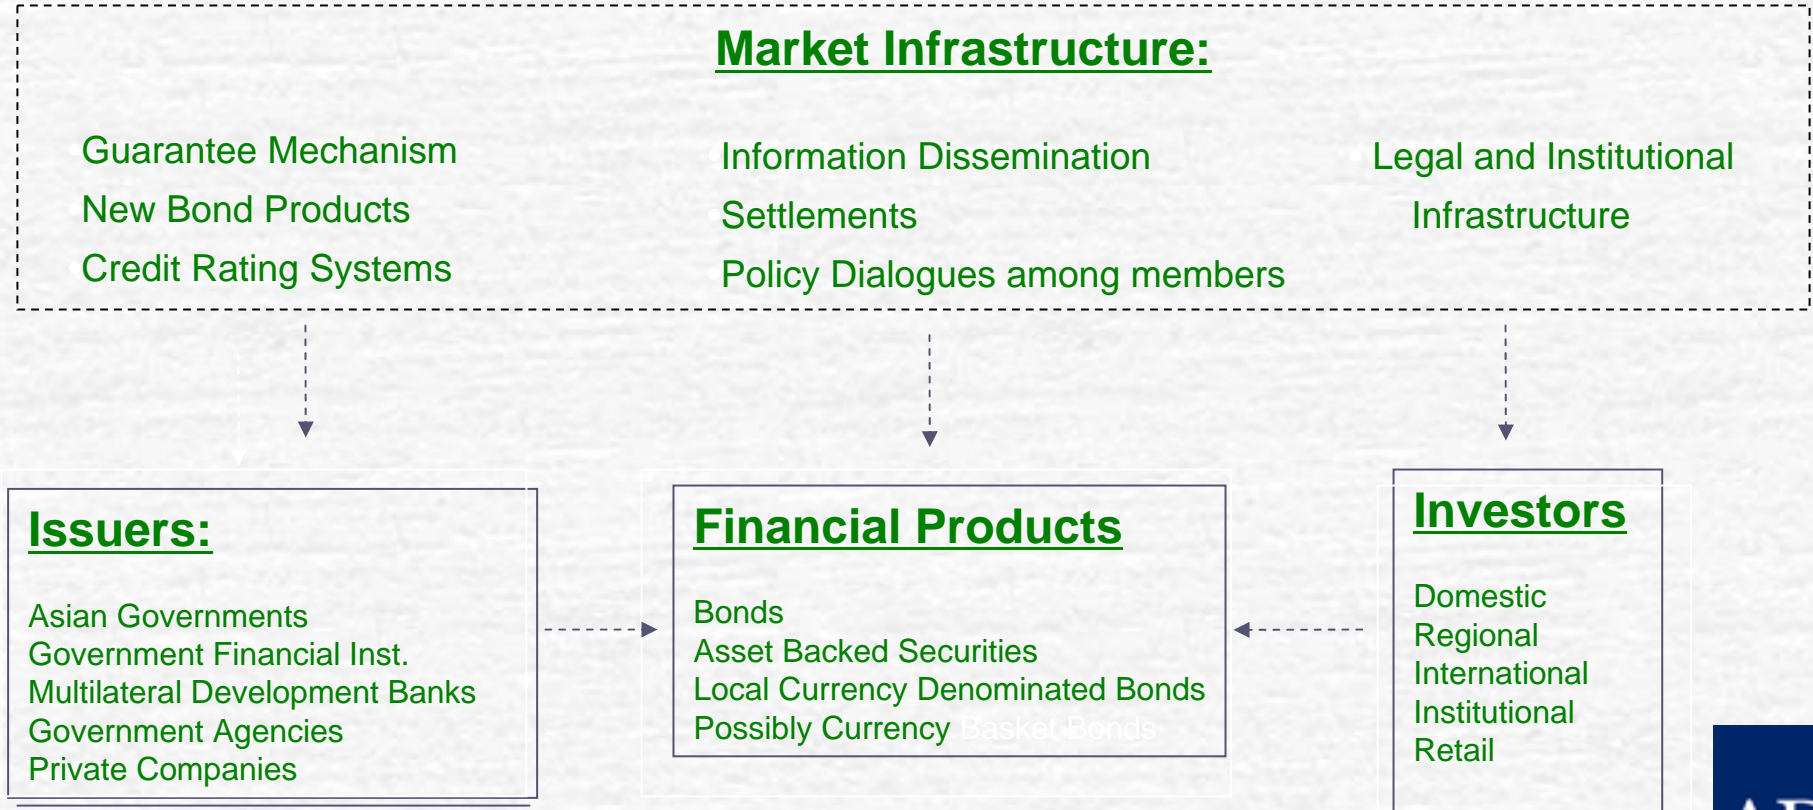 Market Infrastructure:
Guarantee Mechanism
New Bond Products
Credit Rating Systems
•Information Dissemination
•Settlements
•Policy Dialogues among members
• Legal and Institutional
Infrastructure
Issuers:
Asian Governments
Government Financial Inst.
Multilateral Development Banks
Government Agencies
Private Companies
Financial Products
Bonds
Asset Backed Securities
Local Currency Denominated Bonds
Possibly Currency Basket Bonds
Investors
Domestic
Regional
International
Institutional
Retail